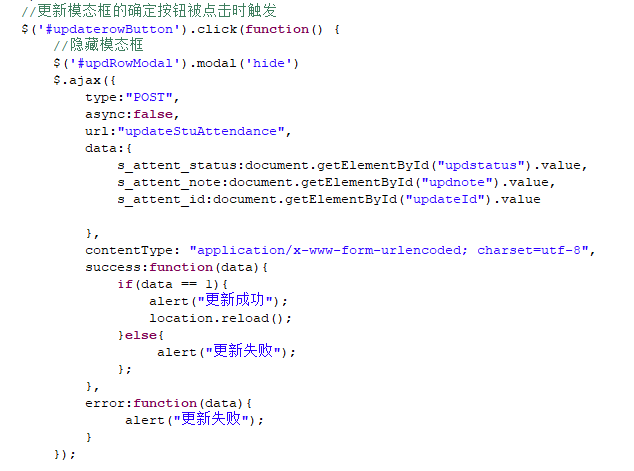 //更新模态框的确定按钮被点击时触发
$('#updaterowButton').click(function() {
//隐藏模态框
$('#updRowModal').modal('hide')
$.ajax({
type:"POST",
async:false,
url:"updateStuAttendance",
data:{
s_attent_status:document.getElementById("updstatus").value,
s_attent_note:document.getElementById("updnote").value,
s_attent_id:document.getElementById("updateId").value
},
contentType: "application/x-www-form-urlencoded; charset=utf-8",
success:function(data){
if(data == 1){
alert("更新成功");
location.reload();
}else{
alert("更新失败");
};
},
error:function(data){
alert("更新失败");
}
});